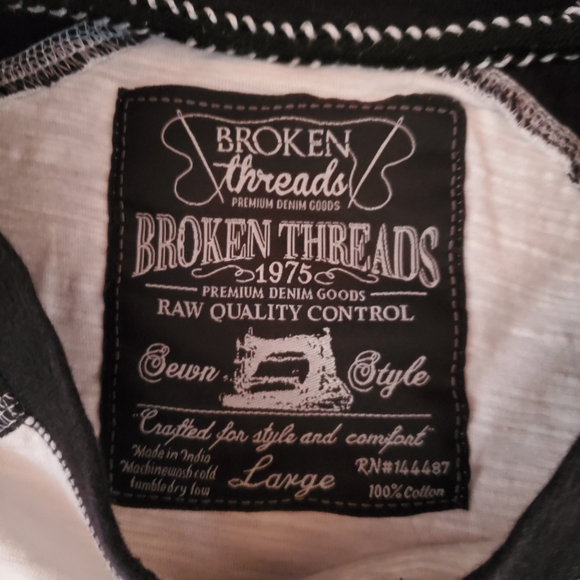 BROKEN
threads
PREMIUM DENIM GOODS
BROKEN THREADS
1975
PREMIUM DENIM GOODS
RAW QUALITY CONTROL
Sewn Style
"Crafted for style and comfort"
Made in India
Machinewash cold
tumble dry low
Large
RN#144487
100% Cotton